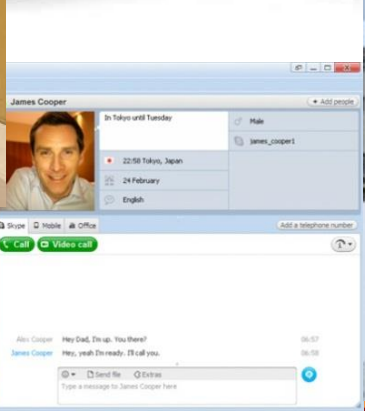 James Cooper
Add people
In Tokyo until Tuesday
Male
james_cooper1
22:58 Tokyo, Japan
24 February
English
Skype Mobile Office
Add a telephone number
Call Video call
Alex Cooper Hey Dad, I'm up. You there? 06:57
James Cooper Hey, yeah I'm ready. I'll call you. 06:58
Send file Extras
Type a message to James Cooper here